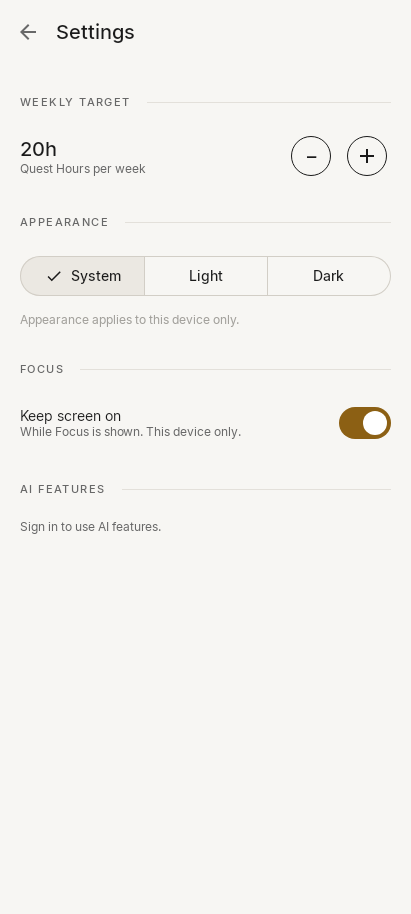 Settings
WEEKLY TARGET
20h
Quest Hours per week
APPEARANCE
System
Light
Dark
Appearance applies to this device only.
FOCUS
Keep screen on
While Focus is shown. This device only.
AI FEATURES
Sign in to use AI features.